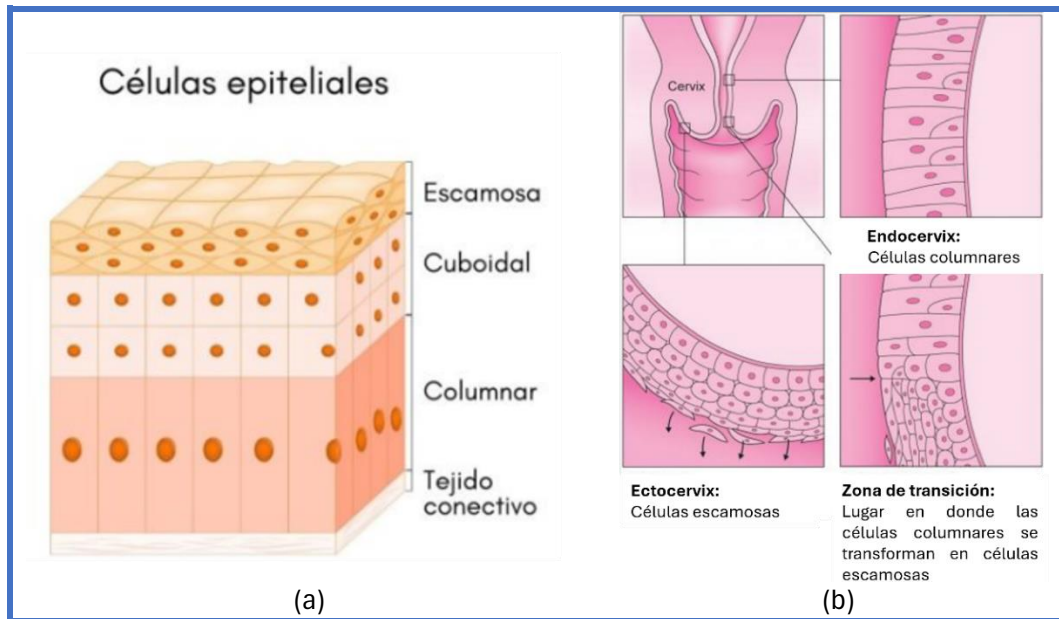 Células epiteliales
Escamosa
Cuboidal
Columnar
Tejido
conectivo
(a)
Cervix
Endocervix:
Células columnares
Ectocervix:
Células escamosas
Zona de transición:
Lugar en donde las
células columnares se
transforman en células
escamosas
(b)